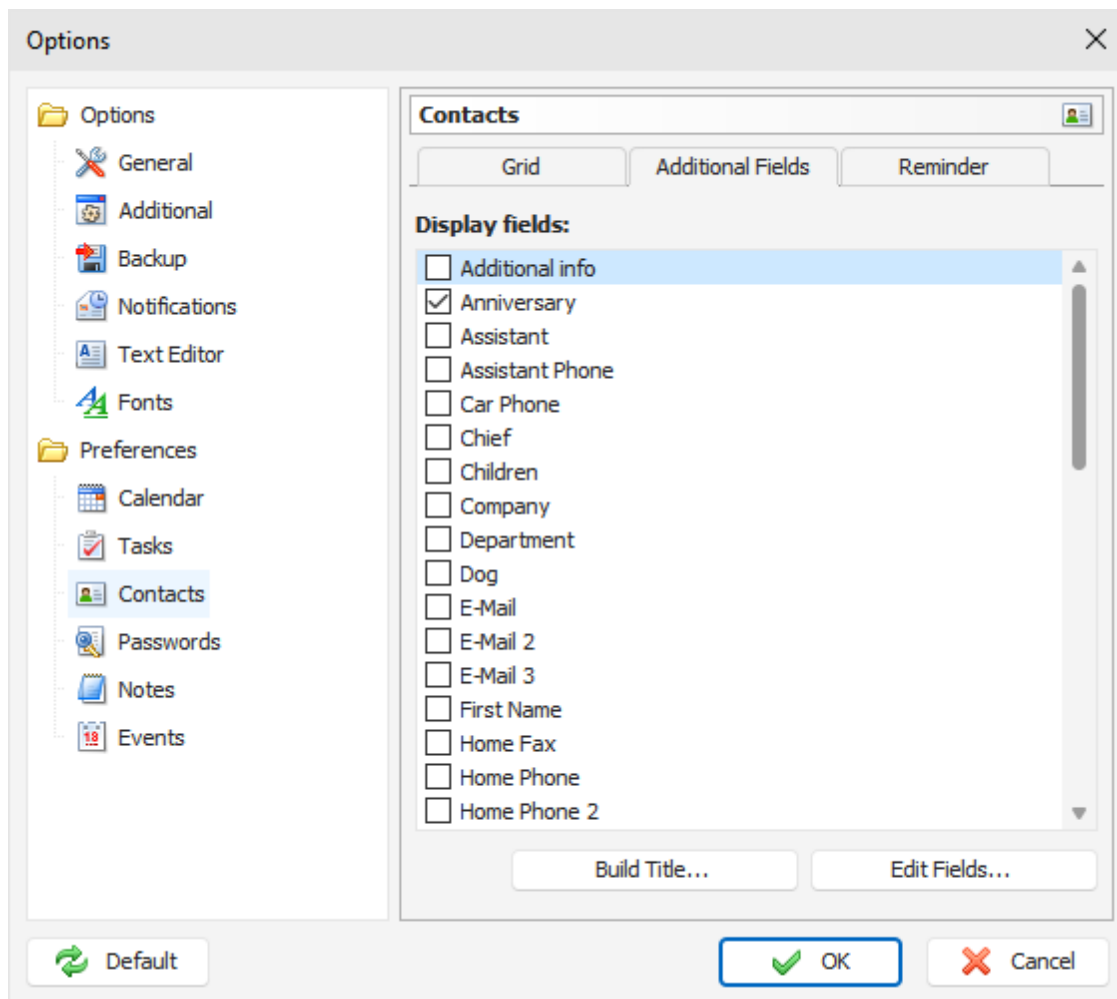 Options
Options
General
Additional
Backup
Notifications
Text Editor
Fonts
Preferences
Calendar
Tasks
Contacts
Passwords
Notes
Events
Contacts
Grid
Additional Fields
Reminder
Display fields:
Additional info
Anniversary
Assistant
Assistant Phone
Car Phone
Chief
Children
Company
Department
Dog
E-Mail
E-Mail 2
E-Mail 3
First Name
Home Fax
Home Phone
Home Phone 2
Build Title...
Edit Fields...
Default
OK
Cancel